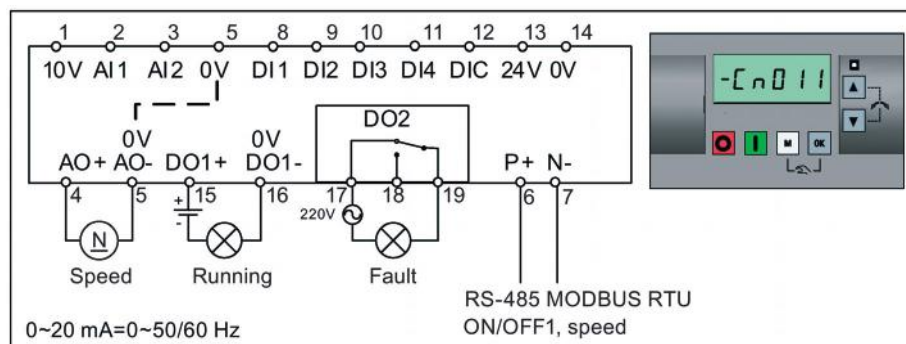 1 2 3 5 8 9 10 11 12 13 14
10V AI1 AI2 0V DI1 DI2 DI3 DI4 DIC 24V 0V
-Cn011
DO2
0V 0V
AO+ AO- DO1+ DO1- P+ N-
4 5 15 16 17 18 19 6 7
M OK
+
-
220V
N
Speed Running Fault
RS-485 MODBUS RTU
ON/OFF1, speed
0~20 mA=0~50/60 Hz